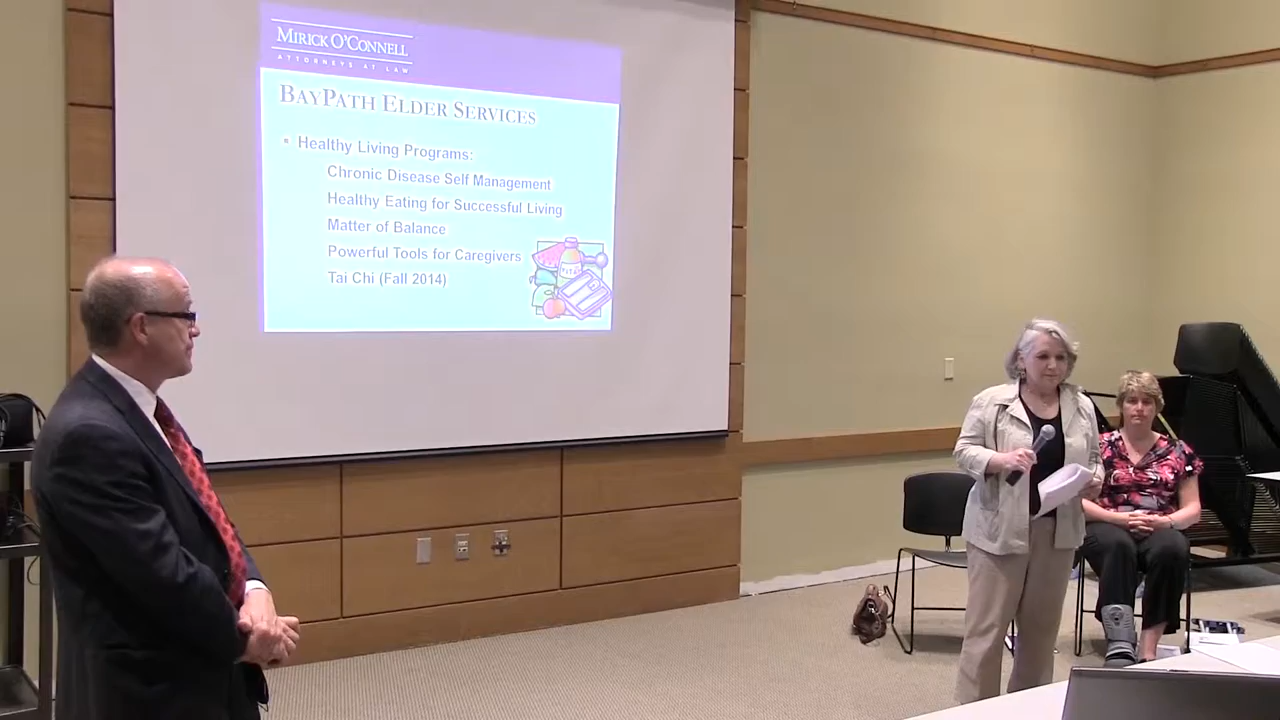 MIRICK O'CONNELL
ATTORNEYS AT LAW
BAYPATH ELDER SERVICES
Healthy Living Programs:
Chronic Disease Self Management
Healthy Eating for Successful Living
Matter of Balance
Powerful Tools for Caregivers
Tai Chi (Fall 2014)